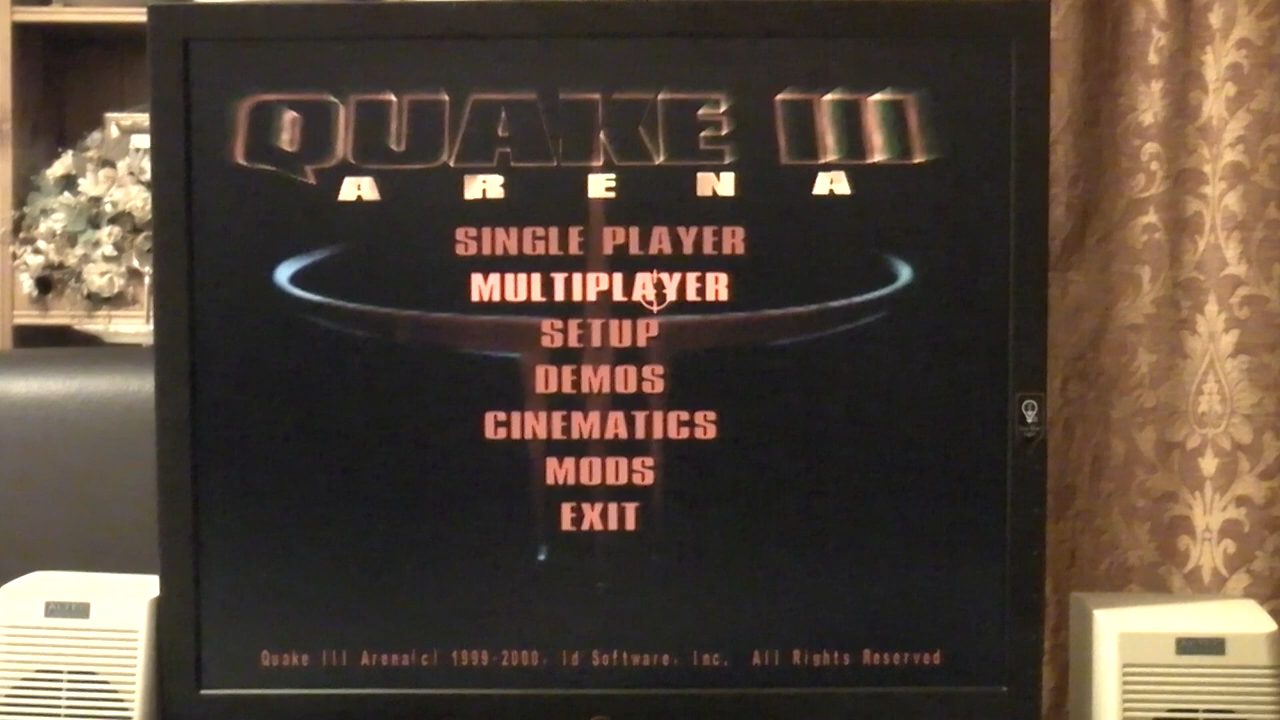 QUAKE III
ARENA
SINGLE PLAYER
MULTIPLAYER
SETUP
DEMOS
CINEMATICS
MODS
EXIT
Quake III Arena(c) 1999-2000, Id Software, Inc. All Rights Reserved